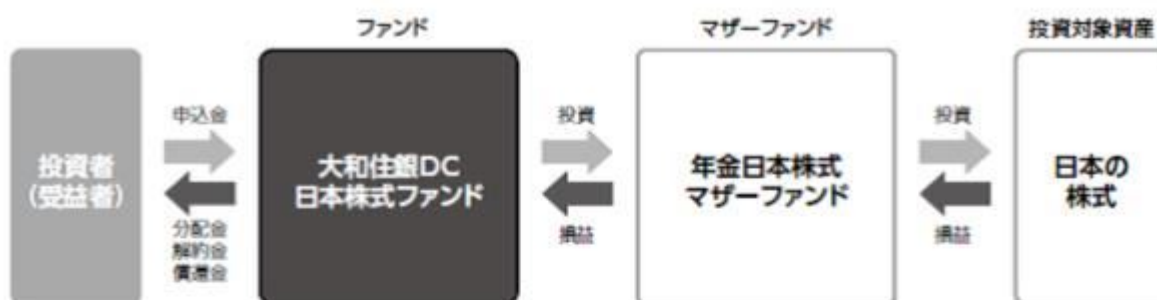 ファンド
マザーファンド
投資対象資産
投資者
(受益者)
申込金
分配金
解約金
償還金
大和住銀DC
日本株式ファンド
投資
損益
年金日本株式
マザーファンド
投資
損益
日本の
株式